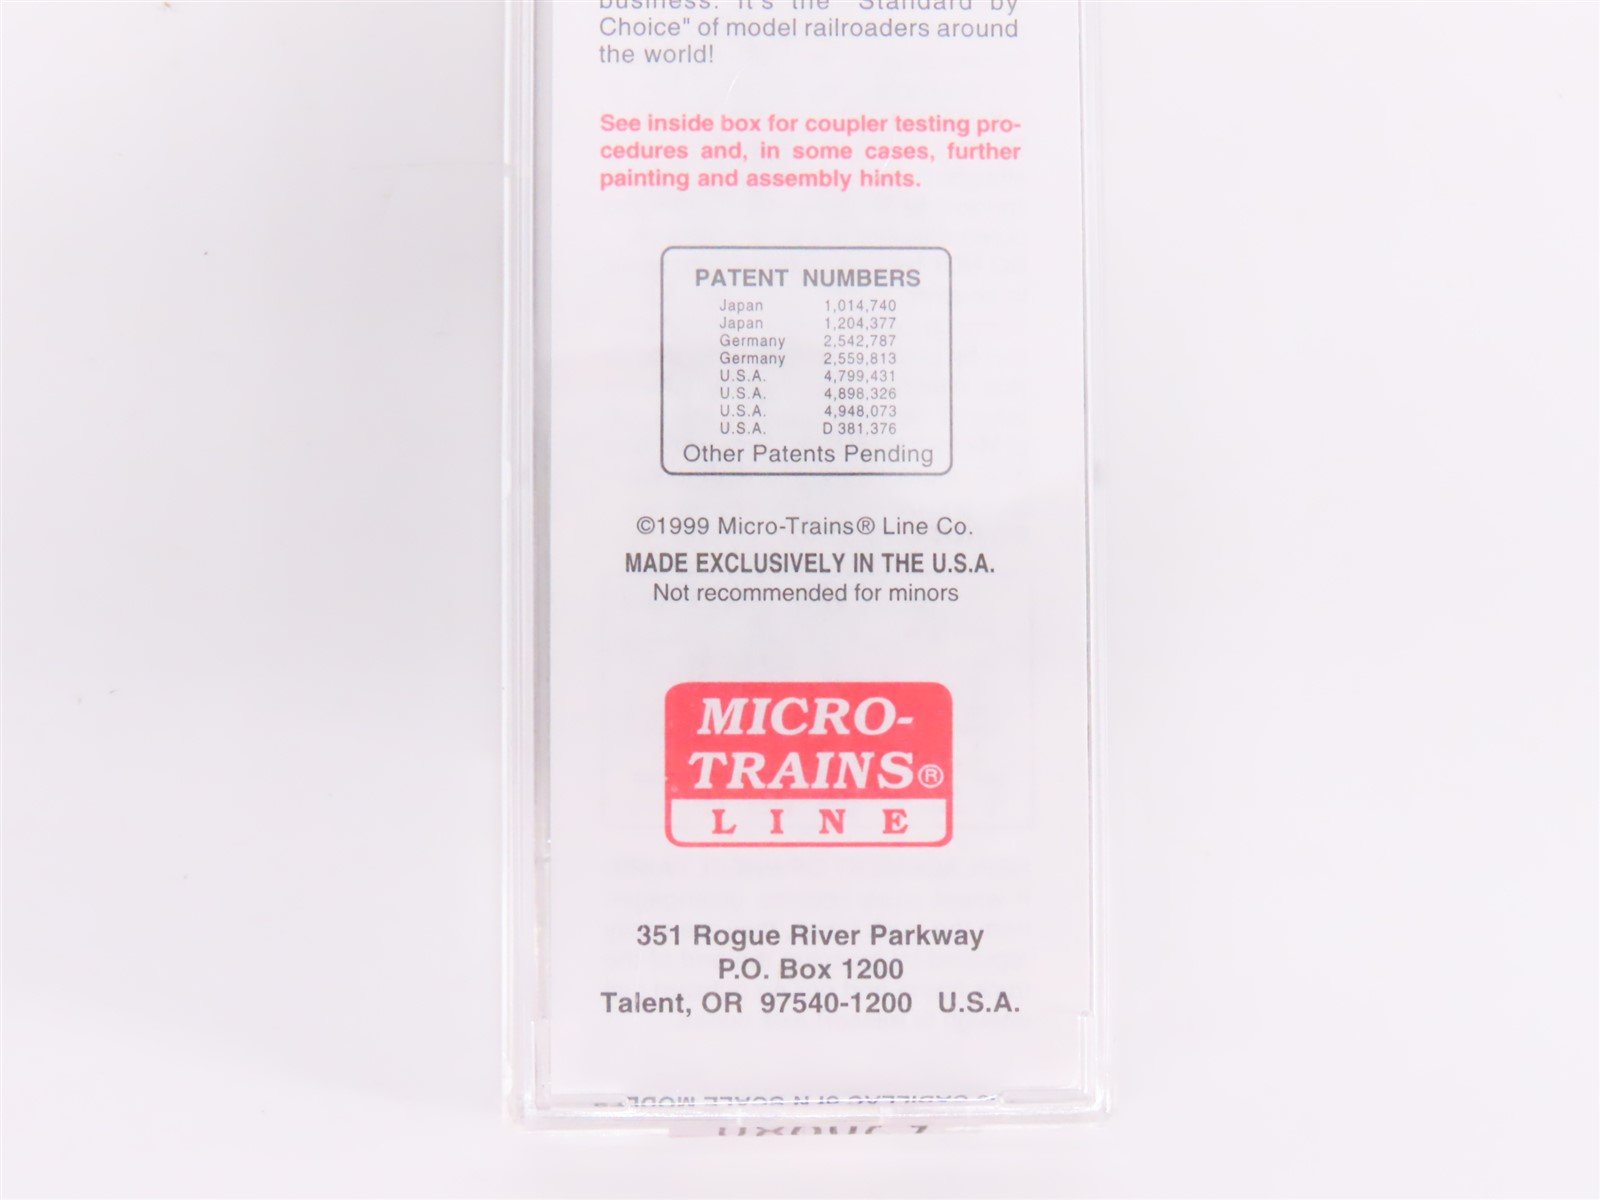 business. It's the "Standard by
Choice" of model railroaders around
the world!
See inside box for coupler testing pro-
cedures and, in some cases, further
painting and assembly hints.
PATENT NUMBERS
Japan 1,014,740
Japan 1,204,377
Germany 2,542,787
Germany 2,559,813
U.S.A. 4,799,431
U.S.A. 4,898,326
U.S.A. 4,948,073
U.S.A. D 381,376
Other Patents Pending
©1999 Micro-Trains® Line Co.
MADE EXCLUSIVELY IN THE U.S.A.
Not recommended for minors
MICRO-
TRAINS®
LINE
351 Rogue River Parkway
P.O. Box 1200
Talent, OR 97540-1200 U.S.A.
CADILLAC OF N SCALE MODELS